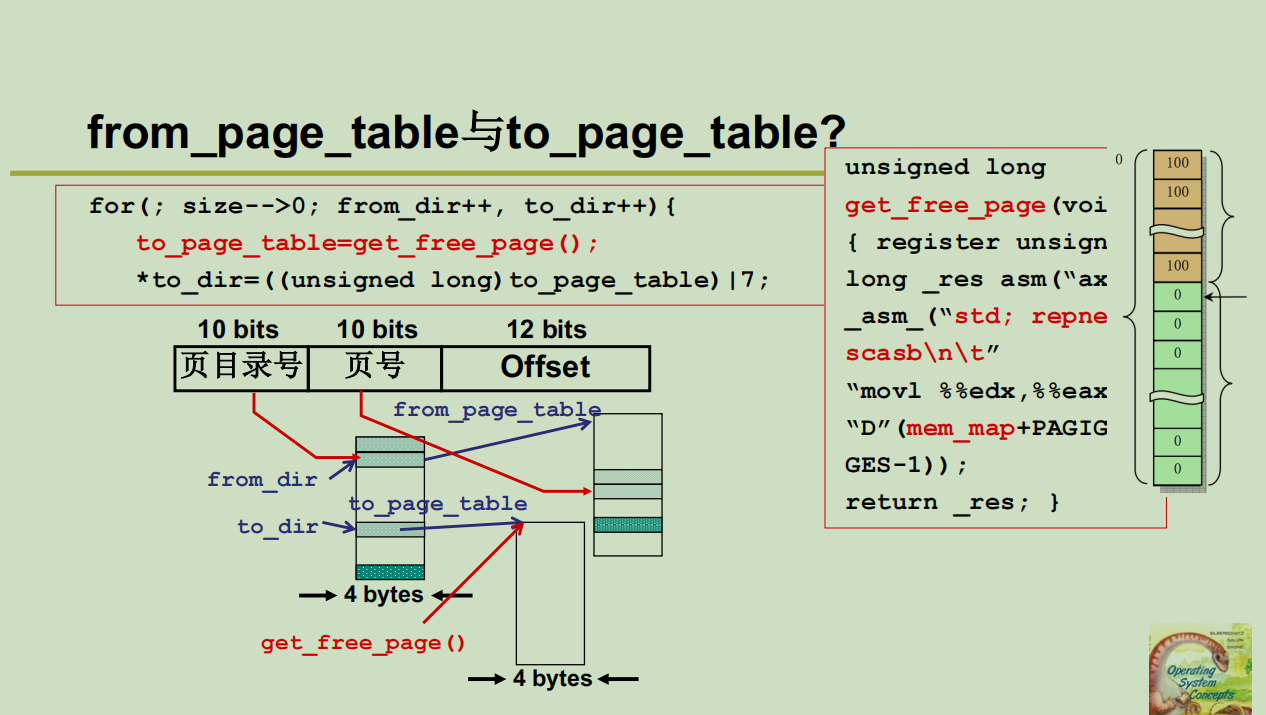 from_page_table与to_page_table?
for(; size-->0; from_dir++, to_dir++){
to_page_table=get_free_page();
*to_dir=((unsigned long)to_page_table)|7;
unsigned long
get_free_page(voi
{ register unsign
long _res asm(“ax
_asm_(“std; repne
scasb\n\t”
“movl %%edx,%%eax
“D”(mem_map+PAGIG
GES-1));
return _res; }
0
100
100
100
0
0
0
0
0
10 bits
10 bits
12 bits
页目录号
页号
Offset
from_page_table
from_dir
to_page_table
to_dir
4 bytes
get_free_page()
4 bytes
SILBERSCHATZ
GALVIN
GAGNE
Operating
System
Concepts